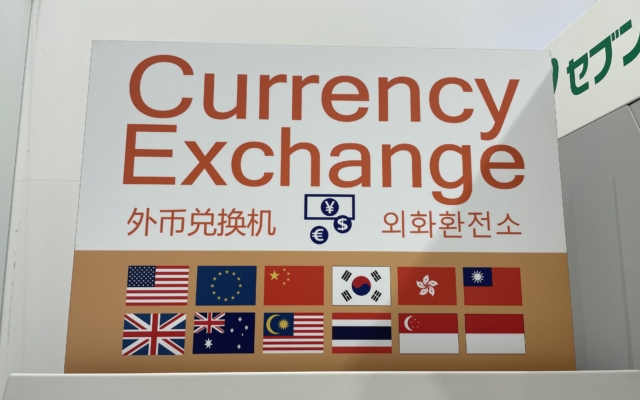 Currency
Exchange
外币兑换机
¥
$
€
외화환전소
セブン